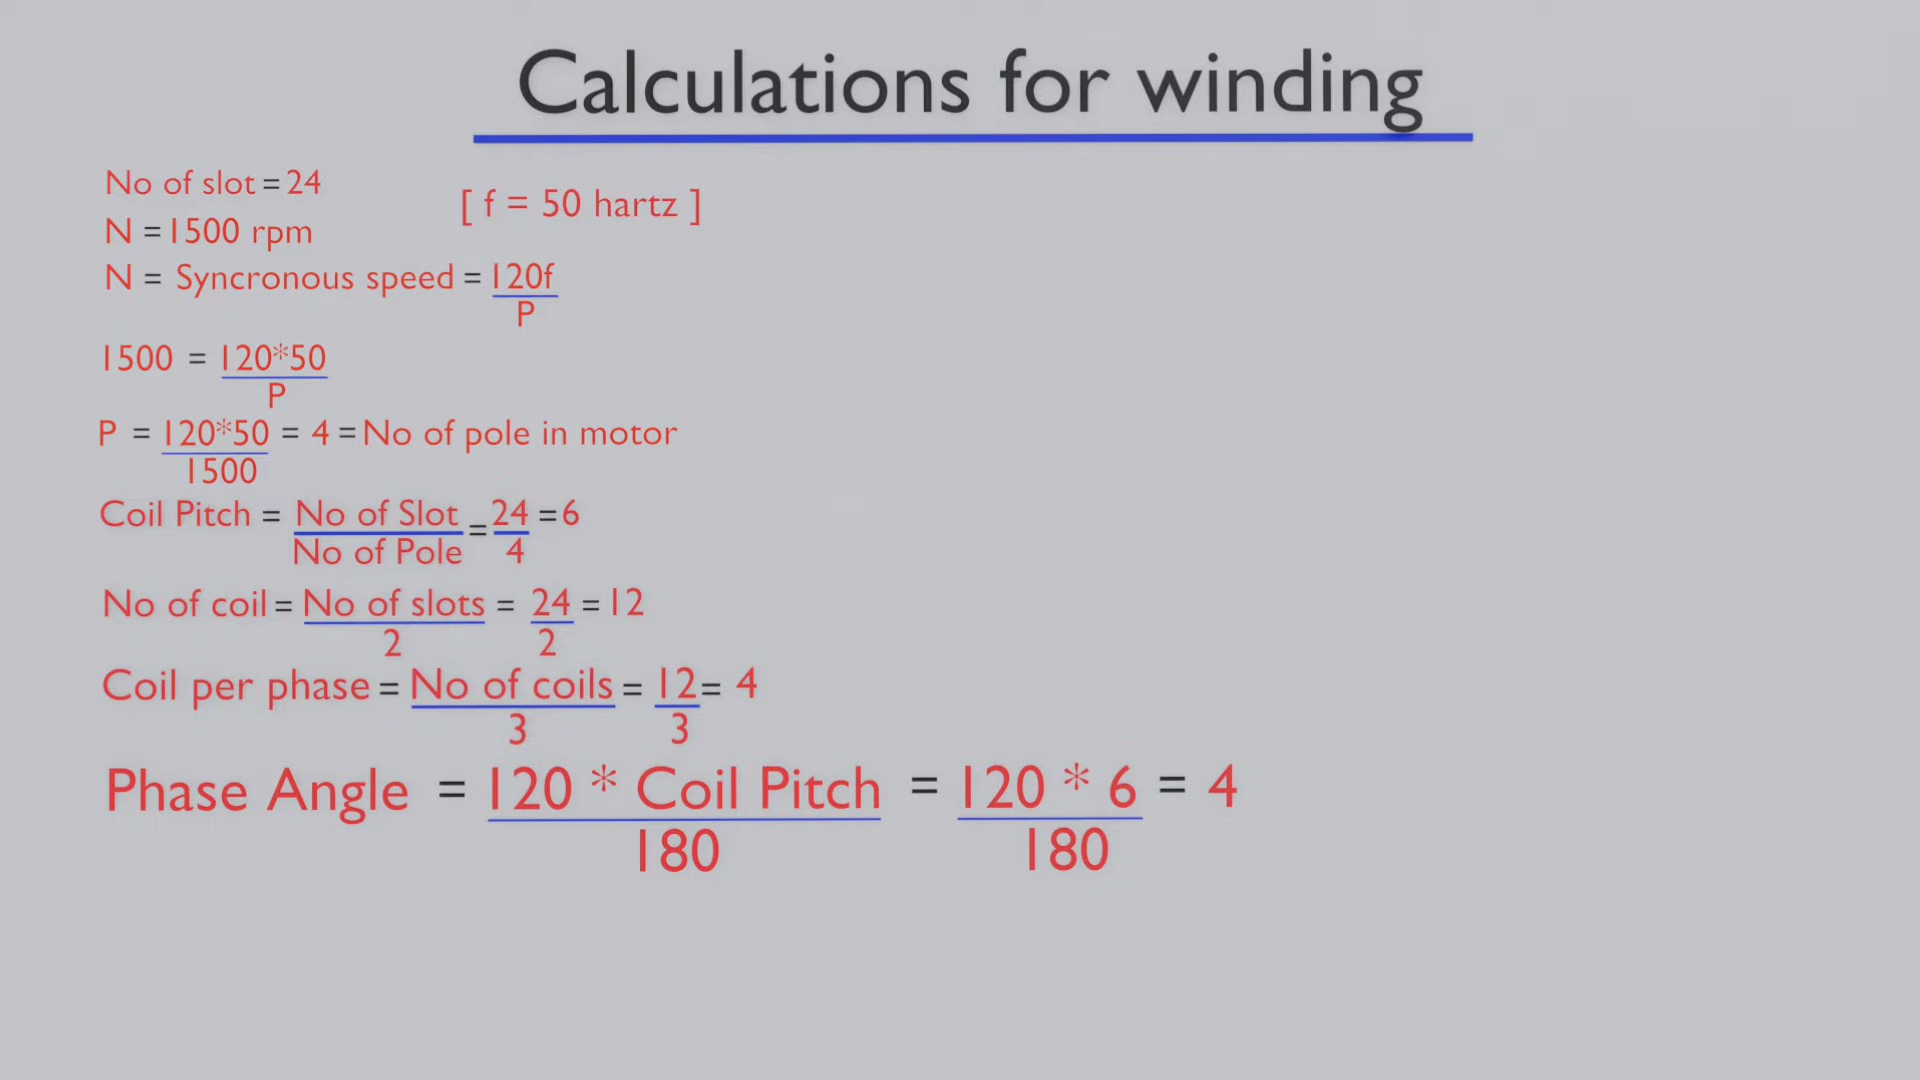 Calculations for winding
No of slot = 24
[ f = 50 hartz ]
N = 1500 rpm
N = Syncronous speed = 120f
P
1500 = 120*50
P
P = 120*50 = 4 = No of pole in motor
1500
Coil Pitch = No of Slot = 24 = 6
No of Pole 4
No of coil = No of slots = 24 = 12
2 2
Coil per phase = No of coils = 12 = 4
3 3
Phase Angle = 120 * Coil Pitch = 120 * 6 = 4
180 180